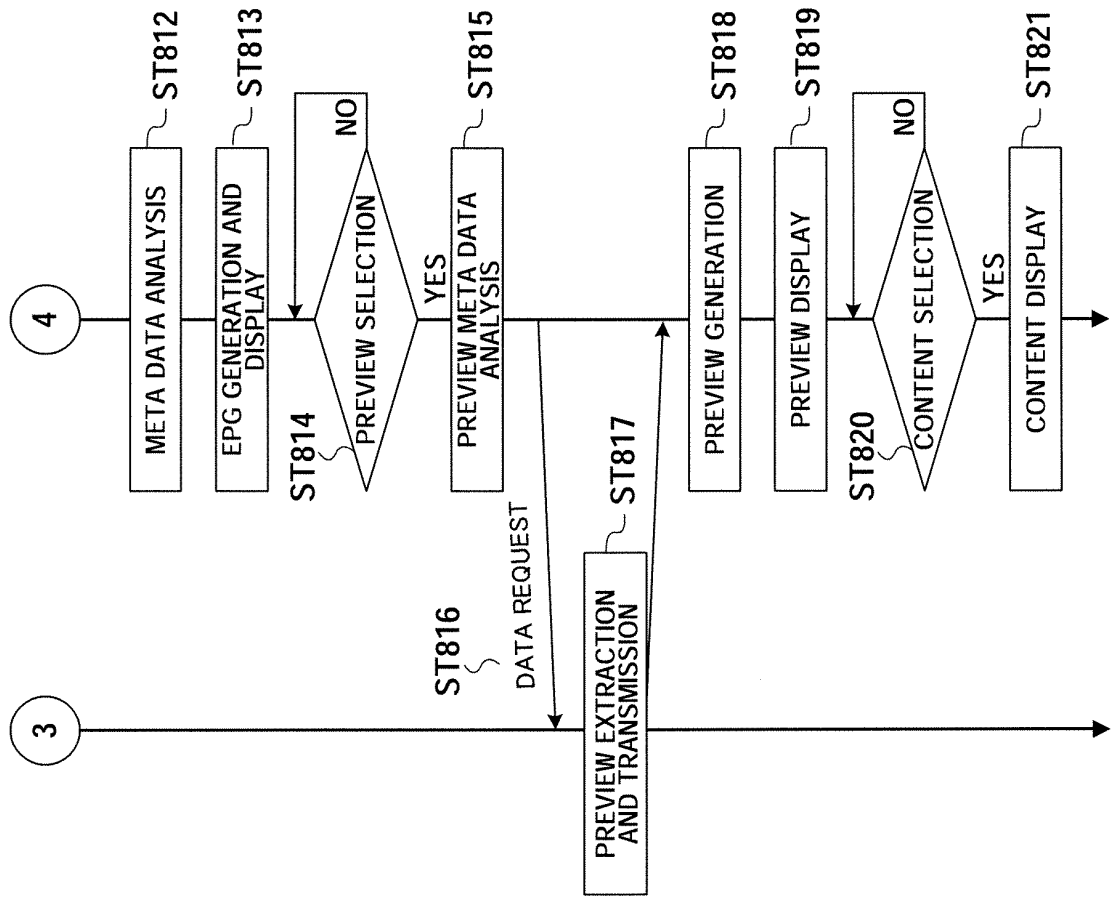 3
4
META DATA ANALYSIS
ST812
EPG GENERATION AND
DISPLAY
ST813
NO
ST814
PREVIEW SELECTION
YES
PREVIEW META DATA
ANALYSIS
ST815
ST816
DATA REQUEST
PREVIEW EXTRACTION
AND TRANSMISSION
ST817
PREVIEW GENERATION
ST818
PREVIEW DISPLAY
ST819
NO
ST820
CONTENT SELECTION
YES
CONTENT DISPLAY
ST821